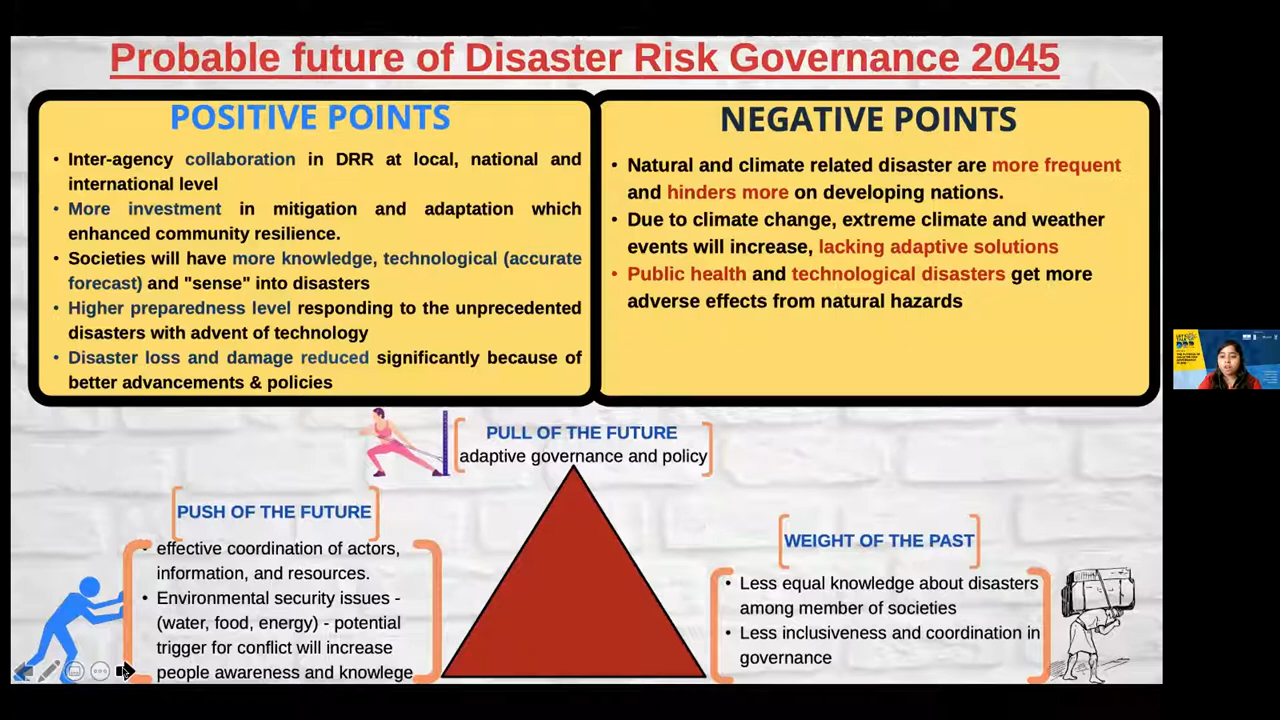 Probable future of Disaster Risk Governance 2045
POSITIVE POINTS
• Inter-agency collaboration in DRR at local, national and
international level
• More investment in mitigation and adaptation which
enhanced community resilience.
• Societies will have more knowledge, technological (accurate
forecast) and "sense" into disasters
• Higher preparedness level responding to the unprecedented
disasters with advent of technology
• Disaster loss and damage reduced significantly because of
better advancements & policies
NEGATIVE POINTS
• Natural and climate related disaster are more frequent
and hinders more on developing nations.
• Due to climate change, extreme climate and weather
events will increase, lacking adaptive solutions
• Public health and technological disasters get more
adverse effects from natural hazards
PULL OF THE FUTURE
adaptive governance and policy
PUSH OF THE FUTURE
• effective coordination of actors,
information, and resources.
• Environmental security issues -
(water, food, energy) - potential
trigger for conflict will increase
people awareness and knowlege
WEIGHT OF THE PAST
• Less equal knowledge about disasters
among member of societies
• Less inclusiveness and coordination in
governance